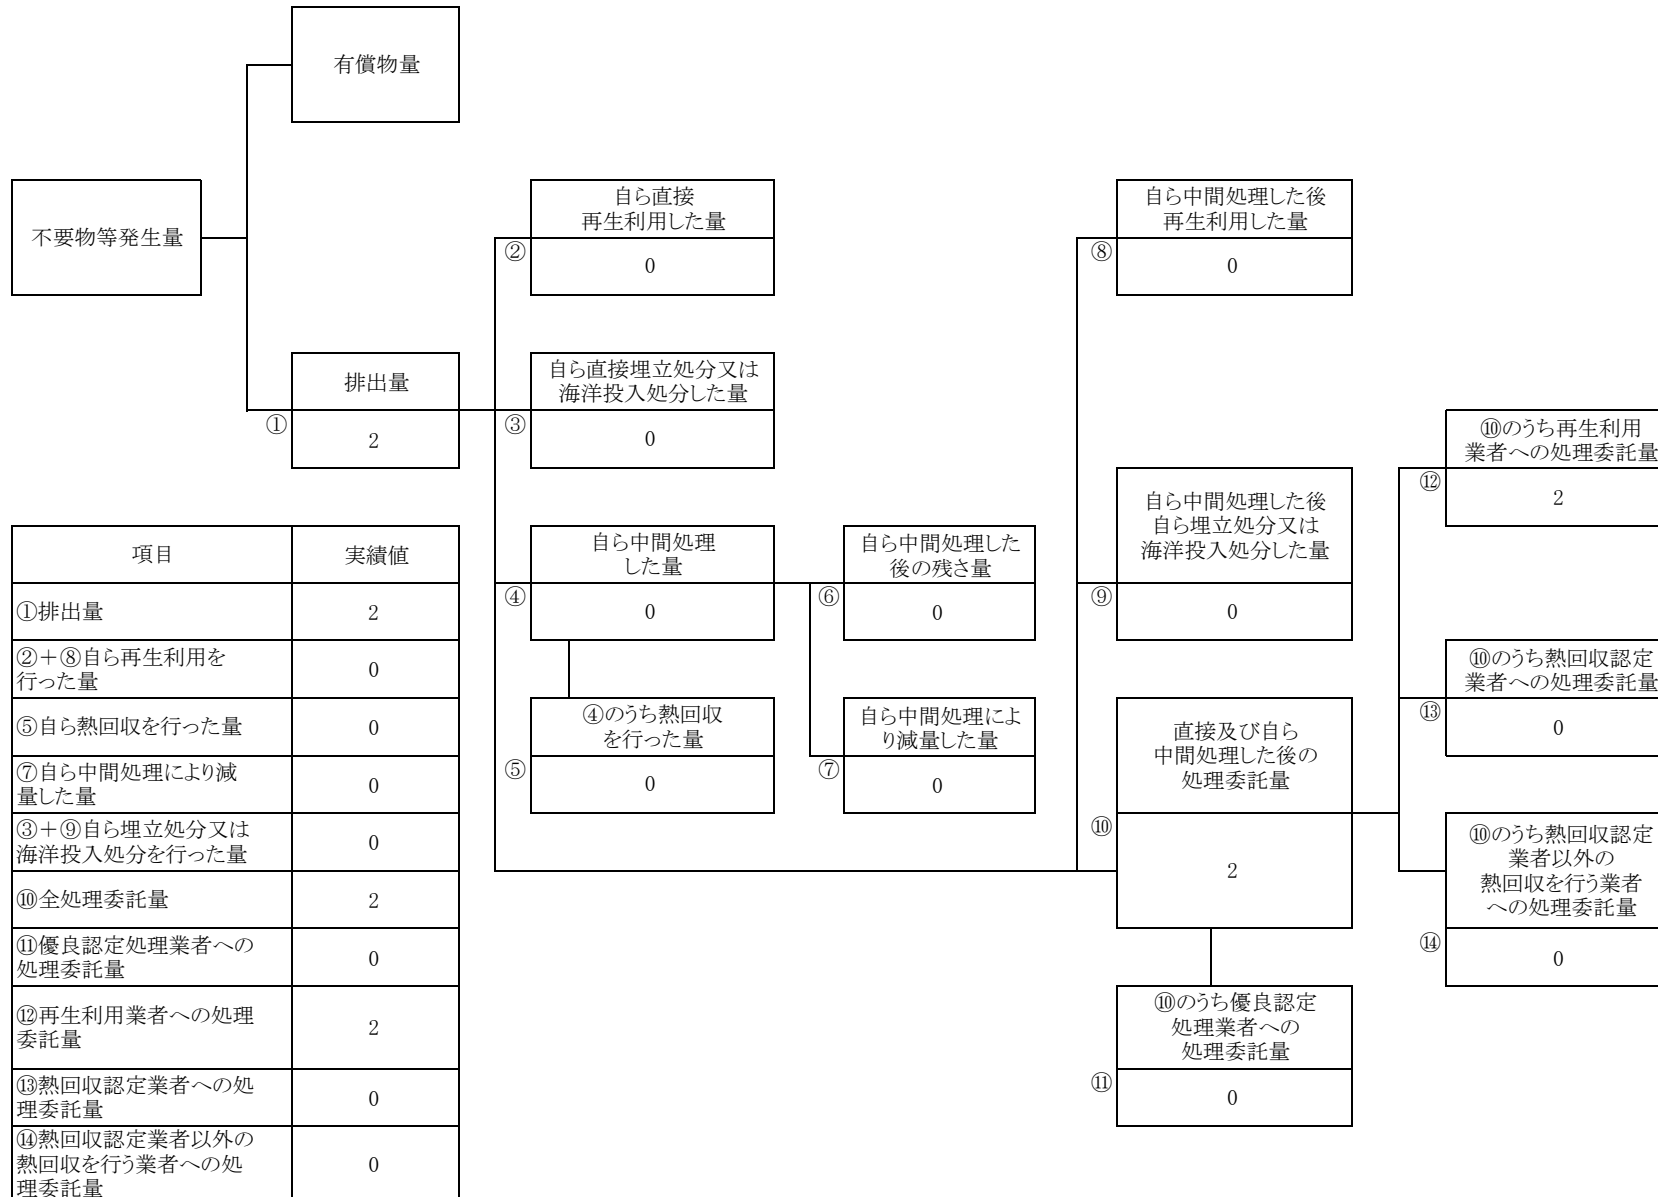 有償物量
不要物等発生量
自ら直接
再生利用した量
②
0
自ら中間処理した後
再生利用した量
⑧
0
排出量
①
2
自ら直接埋立処分又は
海洋投入処分した量
③
0
⑩のうち再生利用
業者への処理委託量
⑫
2
自ら中間処理した後
自ら埋立処分又は
海洋投入処分した量
⑨
0
自ら中間処理
した量
④
0
自ら中間処理した
後の残さ量
⑥
0
④のうち熱回収
を行った量
⑤
0
自ら中間処理によ
り減量した量
⑦
0
直接及び自ら
中間処理した後の
処理委託量
⑩
2
⑩のうち熱回収認定
業者への処理委託量
⑬
0
⑩のうち熱回収認定
業者以外の
熱回収を行う業者
への処理委託量
⑭
0
⑩のうち優良認定
処理業者への
処理委託量
⑪
0
項目 実績値
①排出量 2
②+⑧自ら再生利用を
行った量 0
⑤自ら熱回収を行った量 0
⑦自ら中間処理により減
量した量 0
③+⑨自ら埋立処分又は
海洋投入処分を行った量 0
⑩全処理委託量 2
⑪優良認定処理業者への
処理委託量 0
⑫再生利用業者への処理
委託量 2
⑬熱回収認定業者への処
理委託量 0
⑭熱回収認定業者以外の
熱回収を行う業者への処
理委託量 0